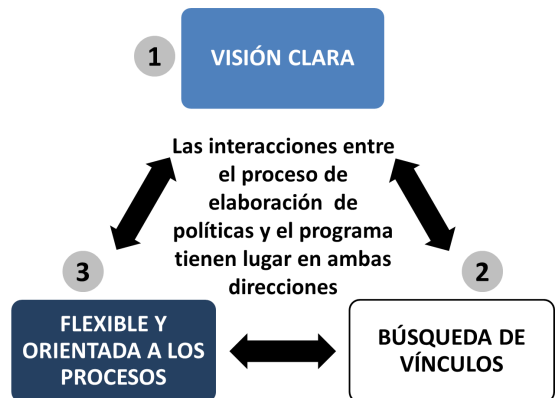 1
VISIÓN CLARA
Las interacciones entre
el proceso de
elaboración de
políticas y el programa
tienen lugar en ambas
direcciones
3
2
FLEXIBLE Y
ORIENTADA A LOS
PROCESOS
BÚSQUEDA DE
VÍNCULOS